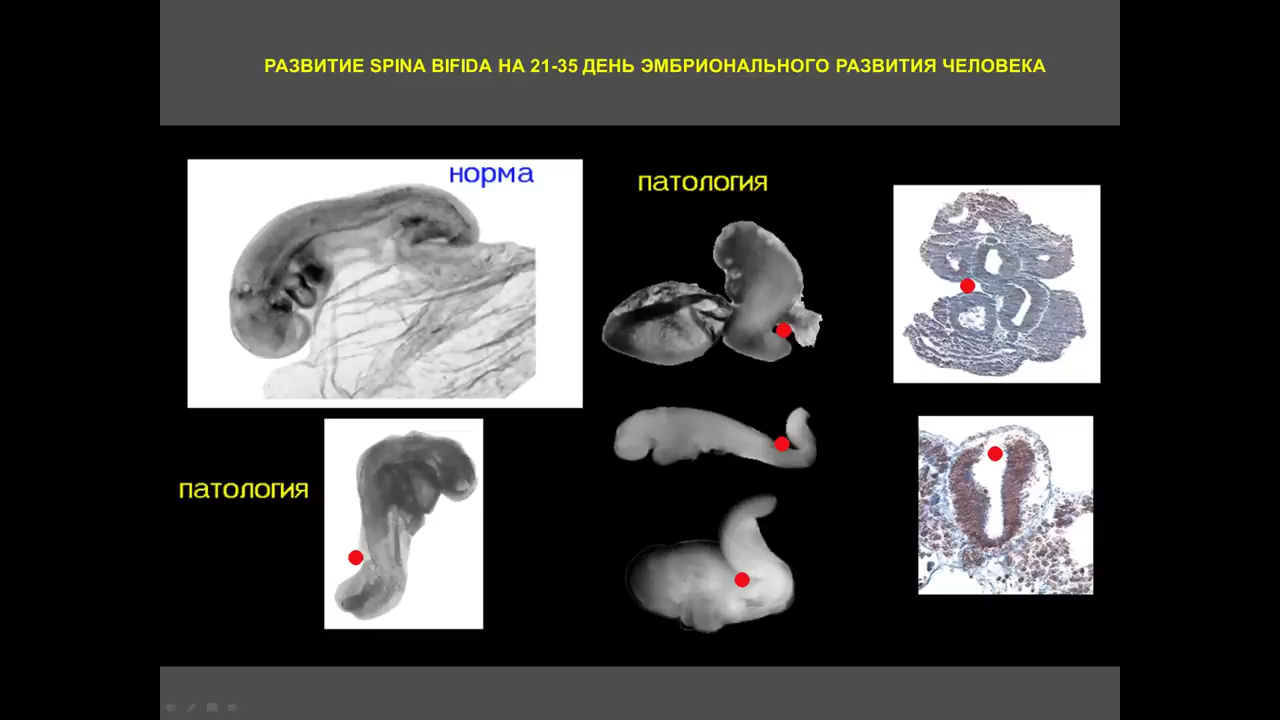 РАЗВИТИЕ SPINA BIFIDA НА 21-35 ДЕНЬ ЭМБРИОНАЛЬНОГО РАЗВИТИЯ ЧЕЛОВЕКА
норма
патология
патология